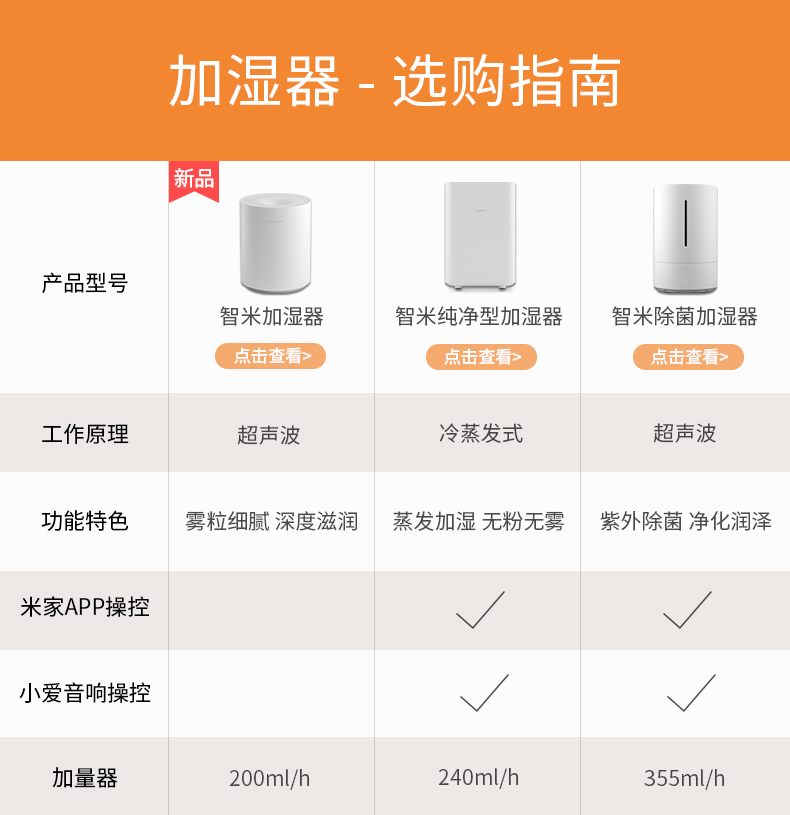 加湿器 - 选购指南
新品
产品型号
智米加湿器
智米纯净型加湿器
智米除菌加湿器
点击查看>
点击查看>
点击查看>
工作原理
超声波
冷蒸发式
超声波
功能特色
雾粒细腻 深度滋润
蒸发加湿 无粉无雾
紫外除菌 净化润泽
米家APP操控
小爱音响操控
加量器
200ml/h
240ml/h
355ml/h